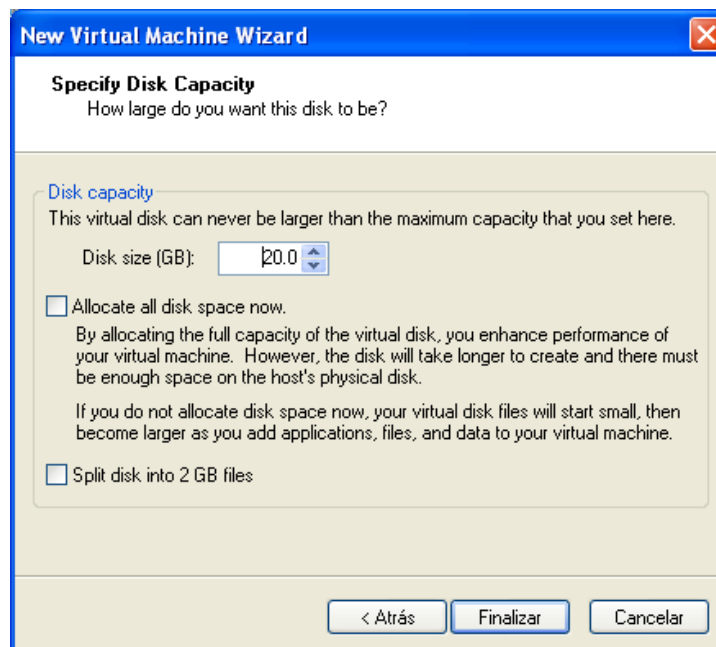 New Virtual Machine Wizard
Specify Disk Capacity
How large do you want this disk to be?
Disk capacity
This virtual disk can never be larger than the maximum capacity that you set here.
Disk size (GB): 20.0
Allocate all disk space now.
By allocating the full capacity of the virtual disk, you enhance performance of
your virtual machine. However, the disk will take longer to create and there must
be enough space on the host's physical disk.
If you do not allocate disk space now, your virtual disk files will start small, then
become larger as you add applications, files, and data to your virtual machine.
Split disk into 2 GB files
< Atrás Finalizar Cancelar